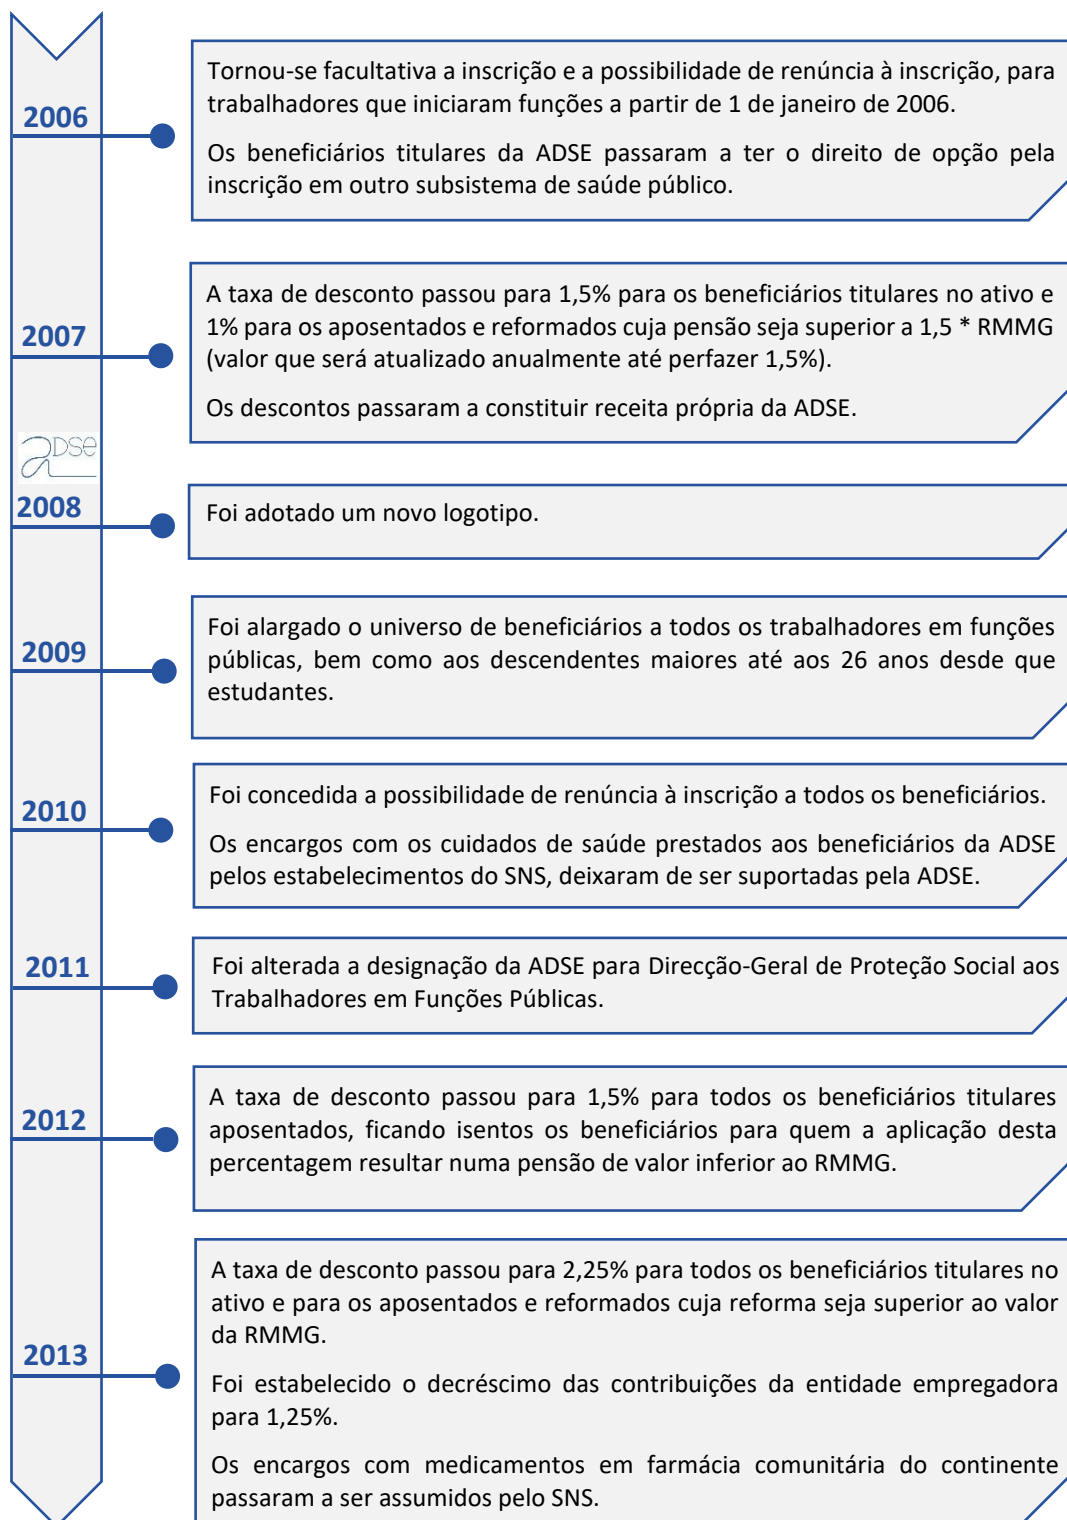 2006
Tornou-se facultativa a inscrição e a possibilidade de renúncia à inscrição, para
trabalhadores que iniciaram funções a partir de 1 de janeiro de 2006.
Os beneficiários titulares da ADSE passaram a ter o direito de opção pela
inscrição em outro subsistema de saúde público.
2007
A taxa de desconto passou para 1,5% para os beneficiários titulares no ativo e
1% para os aposentados e reformados cuja pensão seja superior a 1,5 * RMMG
(valor que será atualizado anualmente até perfazer 1,5%).
Os descontos passaram a constituir receita própria da ADSE.
aDSe
2008
Foi adotado um novo logotipo.
2009
Foi alargado o universo de beneficiários a todos os trabalhadores em funções
públicas, bem como aos descendentes maiores até aos 26 anos desde que
estudantes.
2010
Foi concedida a possibilidade de renúncia à inscrição a todos os beneficiários.
Os encargos com os cuidados de saúde prestados aos beneficiários da ADSE
pelos estabelecimentos do SNS, deixaram de ser suportadas pela ADSE.
2011
Foi alterada a designação da ADSE para Direcção-Geral de Proteção Social aos
Trabalhadores em Funções Públicas.
2012
A taxa de desconto passou para 1,5% para todos os beneficiários titulares
aposentados, ficando isentos os beneficiários para quem a aplicação desta
percentagem resultar numa pensão de valor inferior ao RMMG.
2013
A taxa de desconto passou para 2,25% para todos os beneficiários titulares no
ativo e para os aposentados e reformados cuja reforma seja superior ao valor
da RMMG.
Foi estabelecido o decréscimo das contribuições da entidade empregadora
para 1,25%.
Os encargos com medicamentos em farmácia comunitária do continente
passaram a ser assumidos pelo SNS.